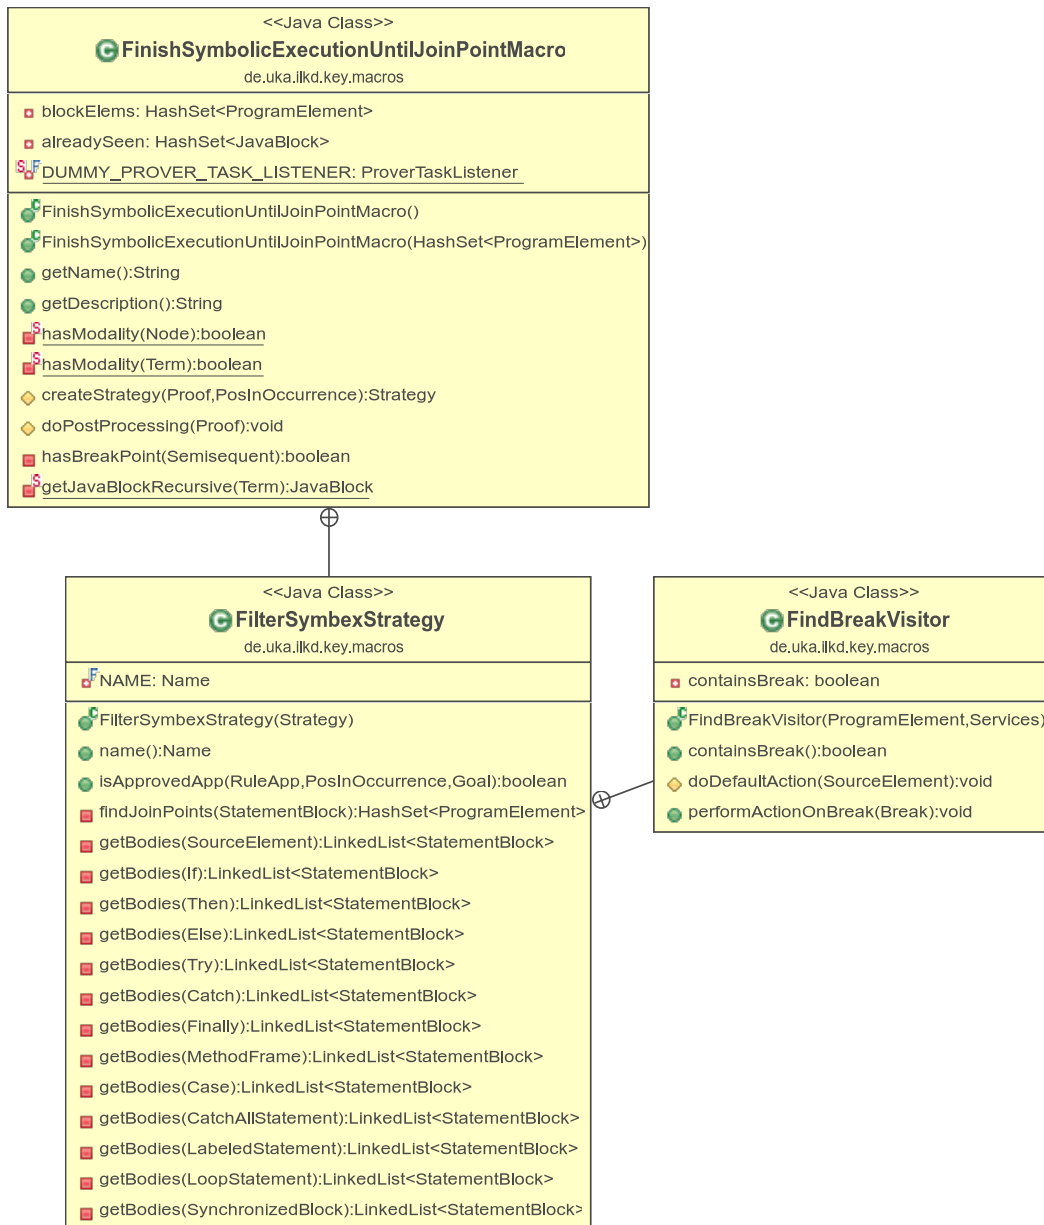 <<Java Class>>
C FinishSymbolicExecutionUntilJoinPointMacro
de.uka.ilkd.key.macros
blockElems: HashSet<ProgramElement>
alreadySeen: HashSet<JavaBlock>
S F DUMMY_PROVER_TASK_LISTENER: ProverTaskListener
C FinishSymbolicExecutionUntilJoinPointMacro()
C FinishSymbolicExecutionUntilJoinPointMacro(HashSet<ProgramElement>)
getName():String
getDescription():String
S hasModality(Node):boolean
S hasModality(Term):boolean
createStrategy(Proof,PosInOccurrence):Strategy
doPostProcessing(Proof):void
hasBreakPoint(Semisequent):boolean
S getJavaBlockRecursive(Term):JavaBlock
<<Java Class>>
C FilterSymbexStrategy
de.uka.ilkd.key.macros
F NAME: Name
C FilterSymbexStrategy(Strategy)
name():Name
isApprovedApp(RuleApp,PosInOccurrence,Goal):boolean
findJoinPoints(StatementBlock):HashSet<ProgramElement>
getBodies(SourceElement):LinkedList<StatementBlock>
getBodies(If):LinkedList<StatementBlock>
getBodies(Then):LinkedList<StatementBlock>
getBodies(Else):LinkedList<StatementBlock>
getBodies(Try):LinkedList<StatementBlock>
getBodies(Catch):LinkedList<StatementBlock>
getBodies(Finally):LinkedList<StatementBlock>
getBodies(MethodFrame):LinkedList<StatementBlock>
getBodies(Case):LinkedList<StatementBlock>
getBodies(CatchAllStatement):LinkedList<StatementBlock>
getBodies(LabeledStatement):LinkedList<StatementBlock>
getBodies(LoopStatement):LinkedList<StatementBlock>
getBodies(SynchronizedBlock):LinkedList<StatementBlock>
<<Java Class>>
C FindBreakVisitor
de.uka.ilkd.key.macros
containsBreak: boolean
C FindBreakVisitor(ProgramElement,Services)
containsBreak():boolean
doDefaultAction(SourceElement):void
performActionOnBreak(Break):void